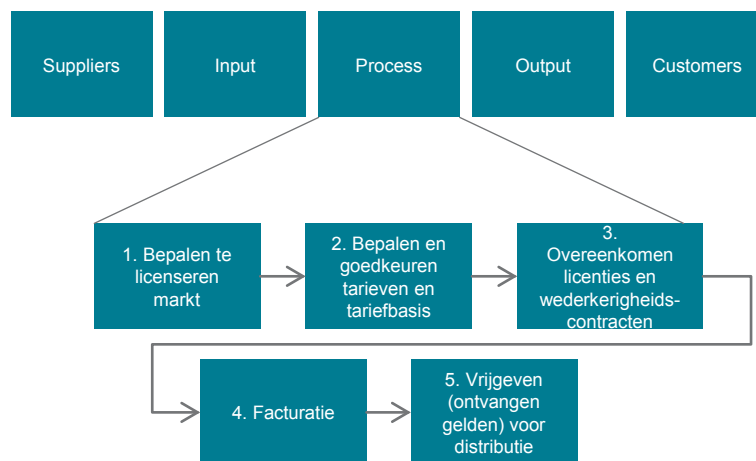 Suppliers
Input
Process
Output
Customers
1. Bepalen te
licenseren
markt
2. Bepalen en
goedkeuren
tarieven en
tariefbasis
3.
Overeenkomen
licenties en
wederkerigheids-
contracten
4. Facturatie
5. Vrijgeven
(ontvangen
gelden) voor
distributie